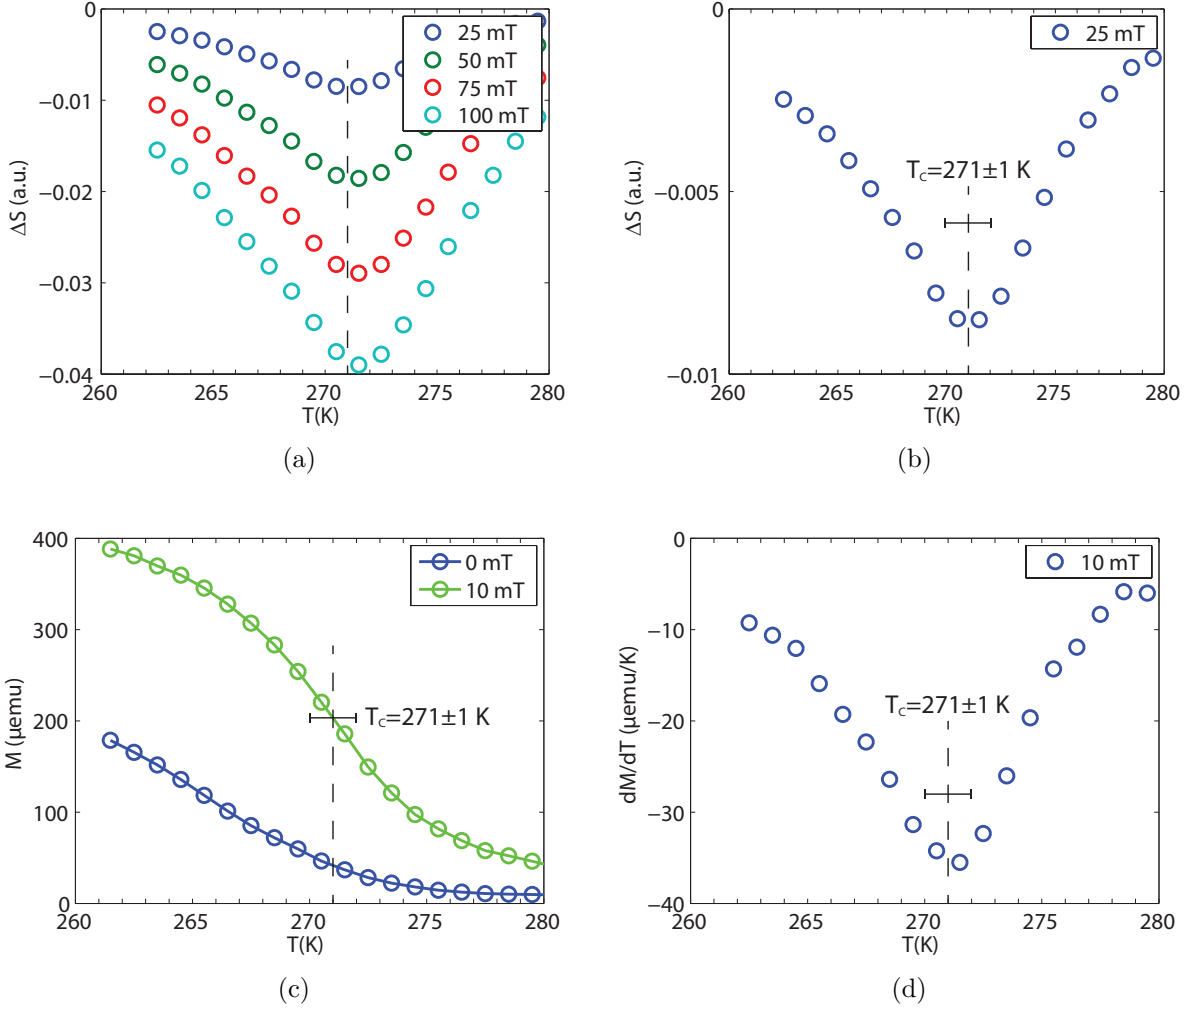 0
−0.01
−0.02
−0.03
−0.04
260
265
270
275
280
ΔS (a.u.)
T(K)
25 mT
50 mT
75 mT
100 mT
(a)
0
−0.005
−0.01
260
265
270
275
280
ΔS (a.u.)
T(K)
25 mT
Tc=271±1 K
(b)
400
300
200
100
0
260
265
270
275
280
M (μemu)
T(K)
0 mT
10 mT
Tc=271±1 K
(c)
0
−10
−20
−30
−40
260
265
270
275
280
dM/dT (μemu/K)
T(K)
10 mT
Tc=271±1 K
(d)